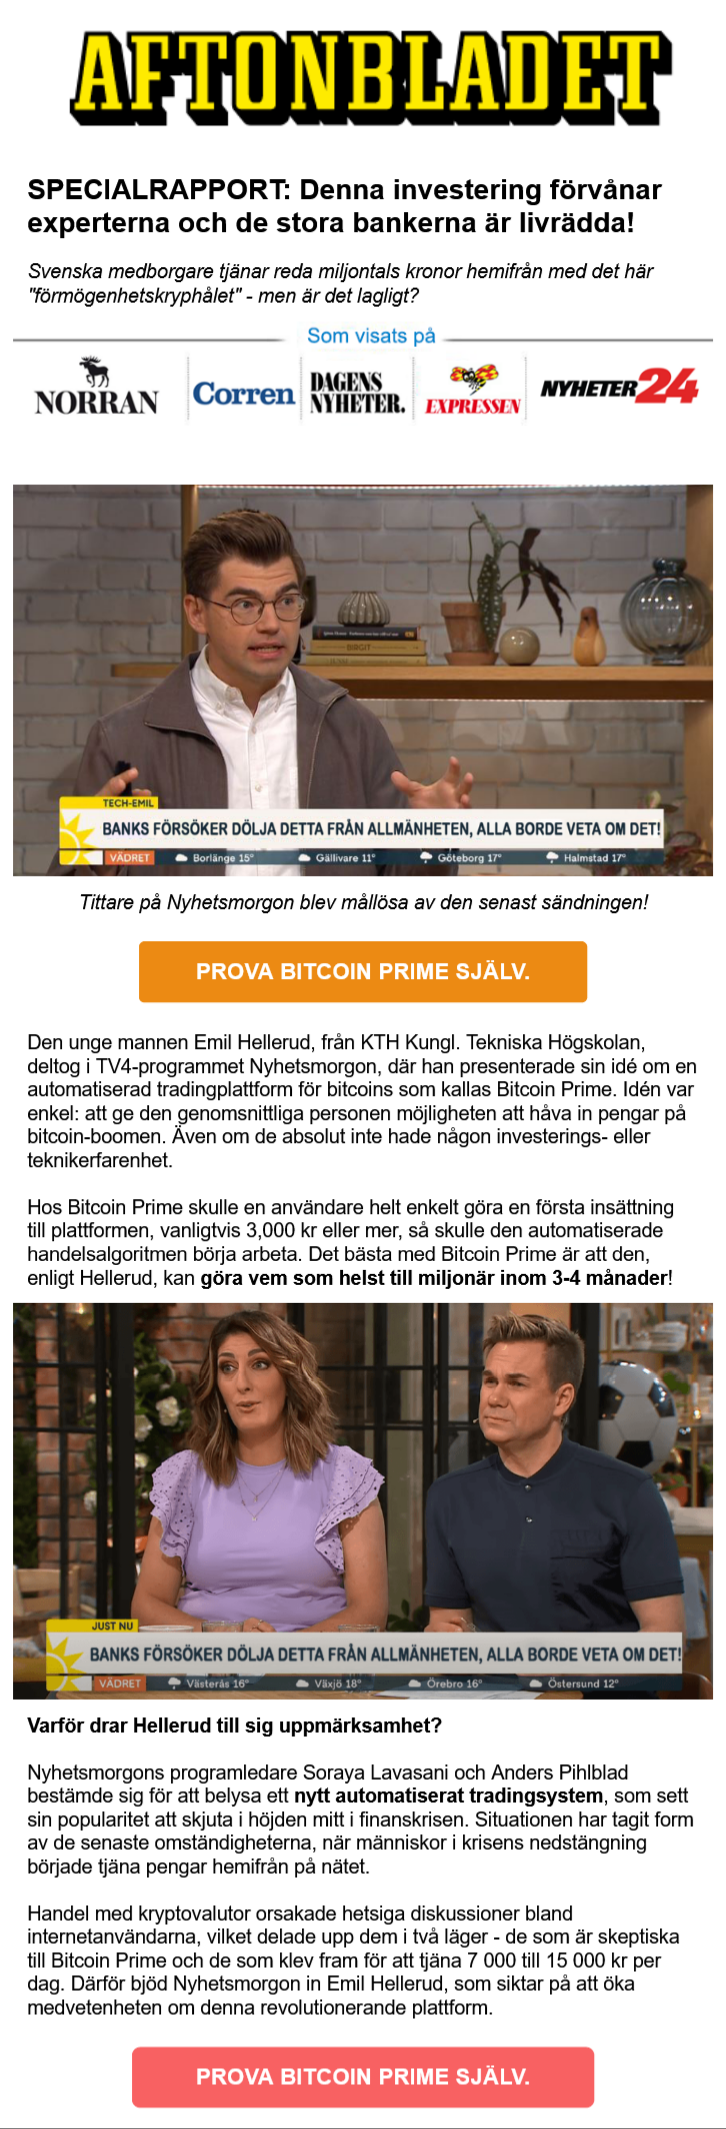 AFTONBLADET
SPECIALRAPPORT: Denna investering förvånar
experterna och de stora bankerna är livrädda!
Svenska medborgare tjänar reda miljontals kronor hemifrån med det här
"förmögenhetskryphålet" - men är det lagligt?
Som visats på
NORRAN
Corren
DAGENS
NYHETER.
EXPRESSEN
NYHETER24
BIRGIT
TECH-EMIL
BANKS FÖRSÖKER DÖLJA DETTA FRÅN ALLMÄNHETEN, ALLA BORDE VETA OM DET!
VÄDRET Borlänge 15° Gällivare 11° Göteborg 17° Halmstad 17°
Tittare på Nyhetsmorgon blev mållösa av den senast sändningen!
PROVA BITCOIN PRIME SJÄLV.
Den unge mannen Emil Hellerud, från KTH Kungl. Tekniska Högskolan,
deltog i TV4-programmet Nyhetsmorgon, där han presenterade sin idé om en
automatiserad tradingplattform för bitcoins som kallas Bitcoin Prime. Idén var
enkel: att ge den genomsnittliga personen möjligheten att håva in pengar på
bitcoin-boomen. Även om de absolut inte hade någon investerings- eller
teknikerfarenhet.
Hos Bitcoin Prime skulle en användare helt enkelt göra en första insättning
till plattformen, vanligtvis 3,000 kr eller mer, så skulle den automatiserade
handelsalgoritmen börja arbeta. Det bästa med Bitcoin Prime är att den,
enligt Hellerud, kan göra vem som helst till miljonär inom 3-4 månader!
JUST NU
BANKS FÖRSÖKER DÖLJA DETTA FRÅN ALLMÄNHETEN, ALLA BORDE VETA OM DET!
VÄDRET Västerås 16° Växjö 18° Örebro 16° Östersund 12°
Varför drar Hellerud till sig uppmärksamhet?
Nyhetsmorgons programledare Soraya Lavasani och Anders Pihlblad
bestämde sig för att belysa ett nytt automatiserat tradingsystem, som sett
sin popularitet att skjuta i höjden mitt i finanskrisen. Situationen har tagit form
av de senaste omständigheterna, när människor i krisens nedstängning
började tjäna pengar hemifrån på nätet.
Handel med kryptovalutor orsakade hetsiga diskussioner bland
internetanvändarna, vilket delade upp dem i två läger - de som är skeptiska
till Bitcoin Prime och de som klev fram för att tjäna 7 000 till 15 000 kr per
dag. Därför bjöd Nyhetsmorgon in Emil Hellerud, som siktar på att öka
medvetenheten om denna revolutionerande plattform.
PROVA BITCOIN PRIME SJÄLV.